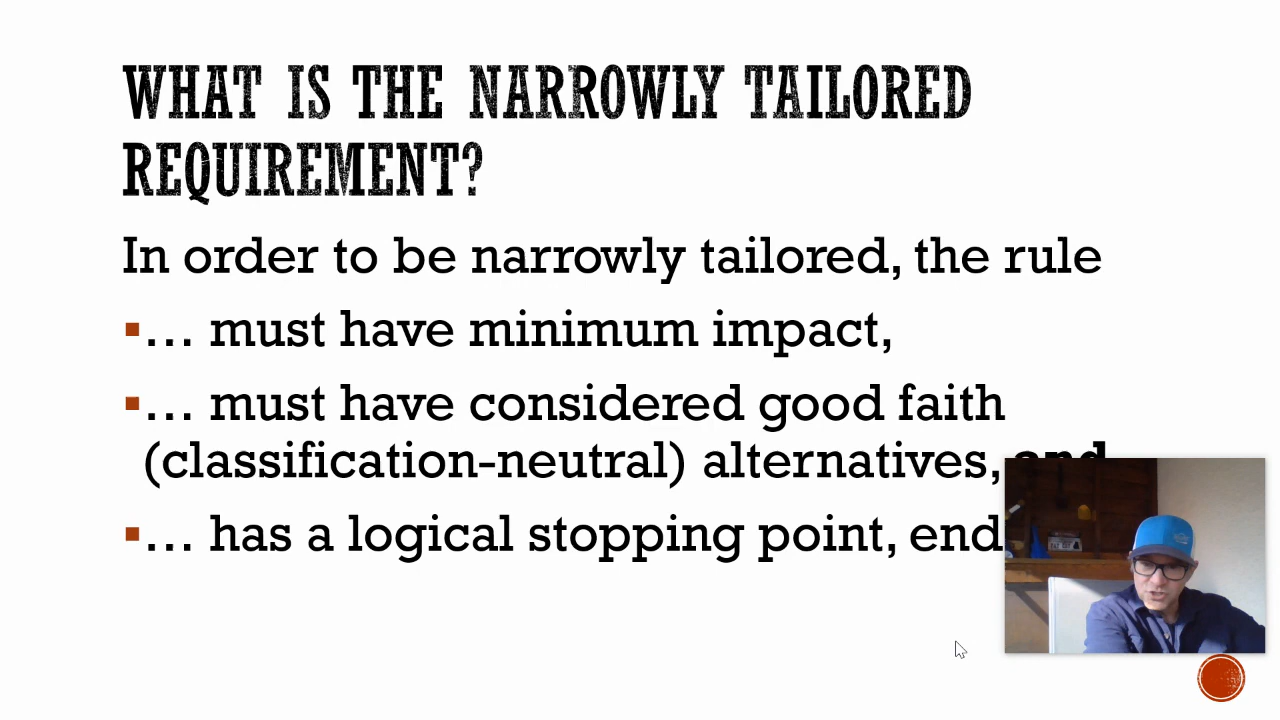 WHAT IS THE NARROWLY TAILORED
REQUIREMENT?
In order to be narrowly tailored, the rule
▪… must have minimum impact,
▪… must have considered good faith
(classification-neutral) alternatives, and
▪… has a logical stopping point, end